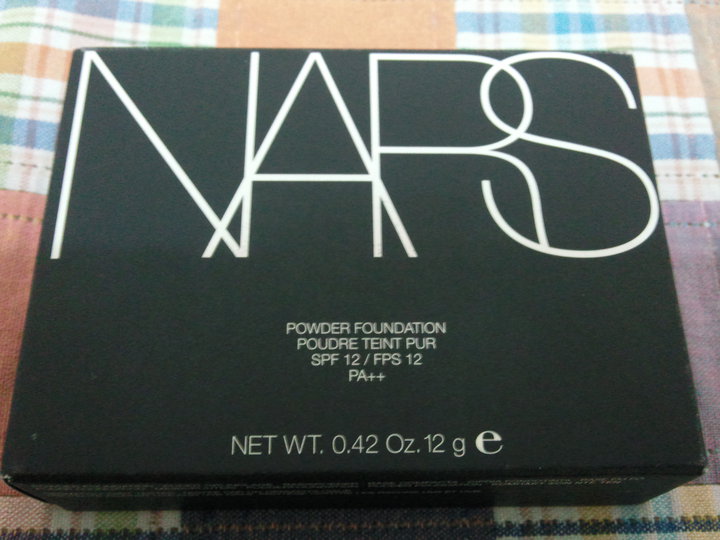 NARS
POWDER FOUNDATION
POUDRE TEINT PUR
SPF 12 / FPS 12
PA++
NET WT. 0.42 Oz. 12 g ℮